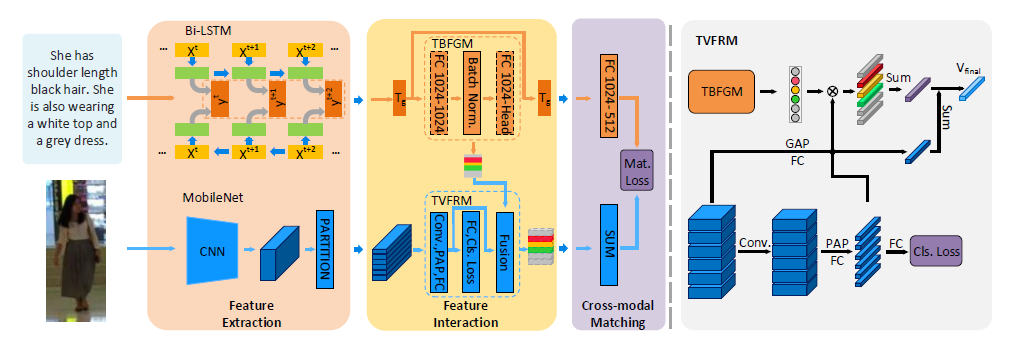 She has
shoulder length
black hair. She
is also wearing
a white top and
a grey dress.
Bi-LSTM
... X^t X^t+1 X^t+2 ...
y^t y^t+1 y^t+2
... X^t X^t+1 X^t+2 ...
MobileNet
CNN
PARTITION
Feature
Extraction
TBFGM
T_g
FC 1024-1024
Batch Norm.
FC 1024-Head
T_g
TVFRM
Conv.,PAP,FC
FC,Cls. Loss
Fusion
Feature
Interaction
FC 1024-512
Mat.
Loss
SUM
Cross-modal
Matching
TVFRM
TBFGM
⊗
Sum
V_final
Sum
GAP
FC
Conv.
PAP
FC
FC
Cls. Loss